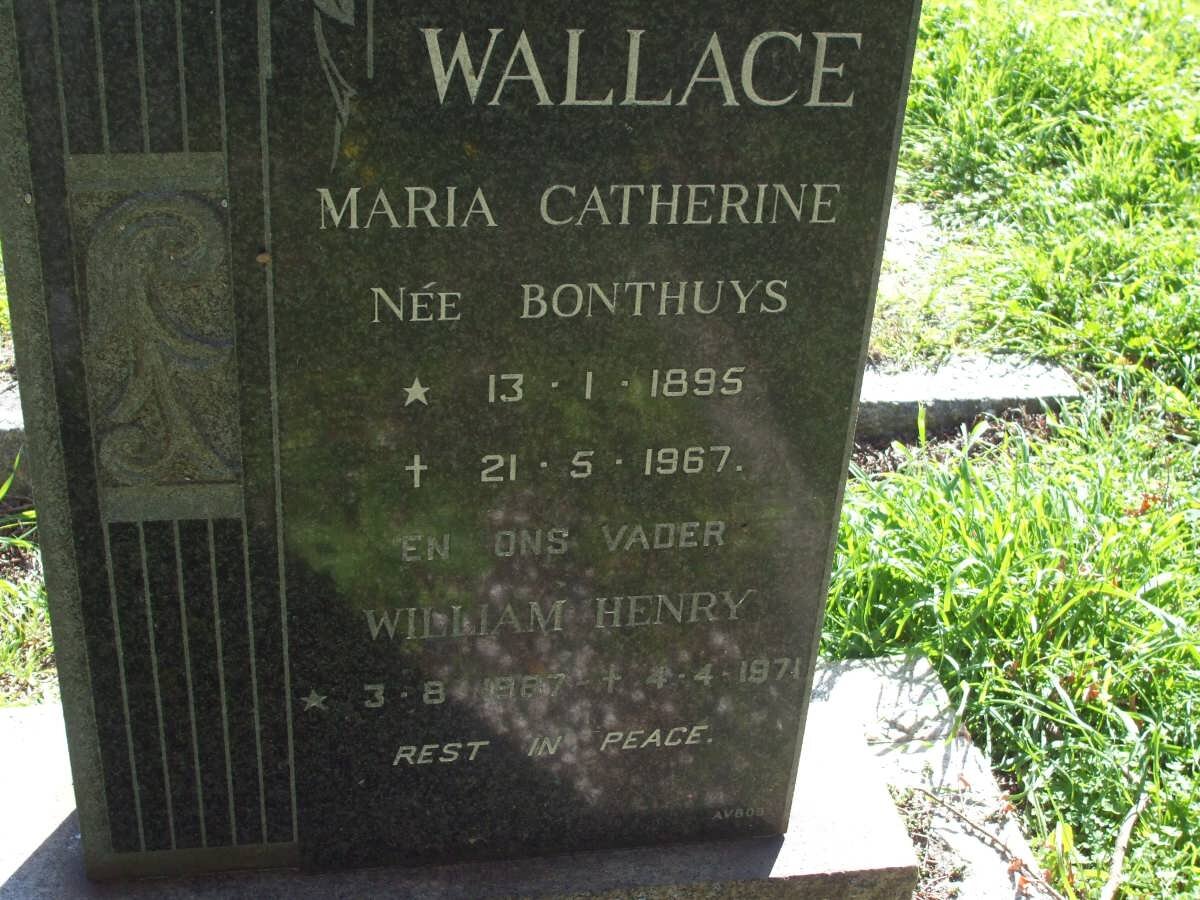 WALLACE
MARIA CATHERINE
NÉE BONTHUYS
★ 13 · 1 · 1895
† 21 · 5 · 1967.
EN ONS VADER
WILLIAM HENRY
★ 3 · 8 1887 † 4 · 4 · 1971
REST IN PEACE.